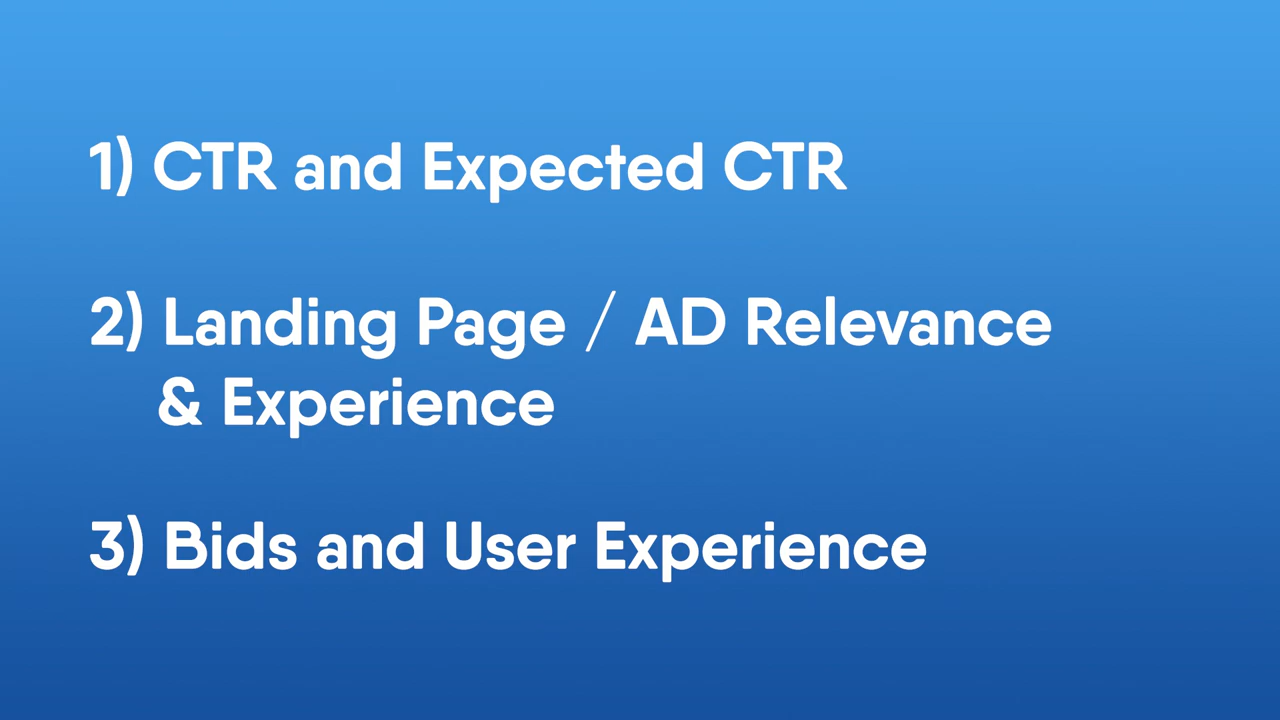 1) CTR and Expected CTR
2) Landing Page / AD Relevance
& Experience
3) Bids and User Experience